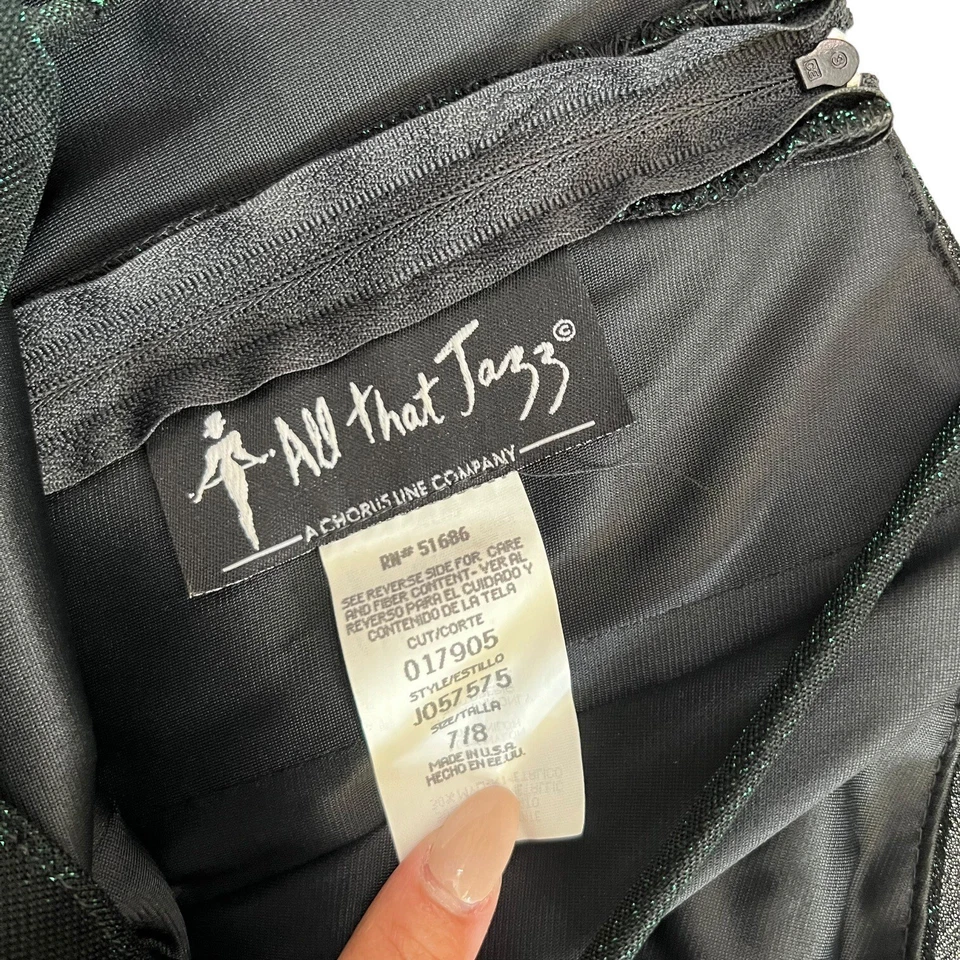 All that Jazz©
A CHORUS LINE COMPANY
RN# 51686
SEE REVERSE SIDE FOR CARE
AND FIBER CONTENT- VER AL
REVERSO PARA EL CUIDADO Y
CONTENIDO DE LA TELA
CUT/CORTE
017905
STYLE/ESTILLO
JO57575
SIZE/TALLA
7/8
MADE IN U.S.A.
HECHO EN EE.UU.